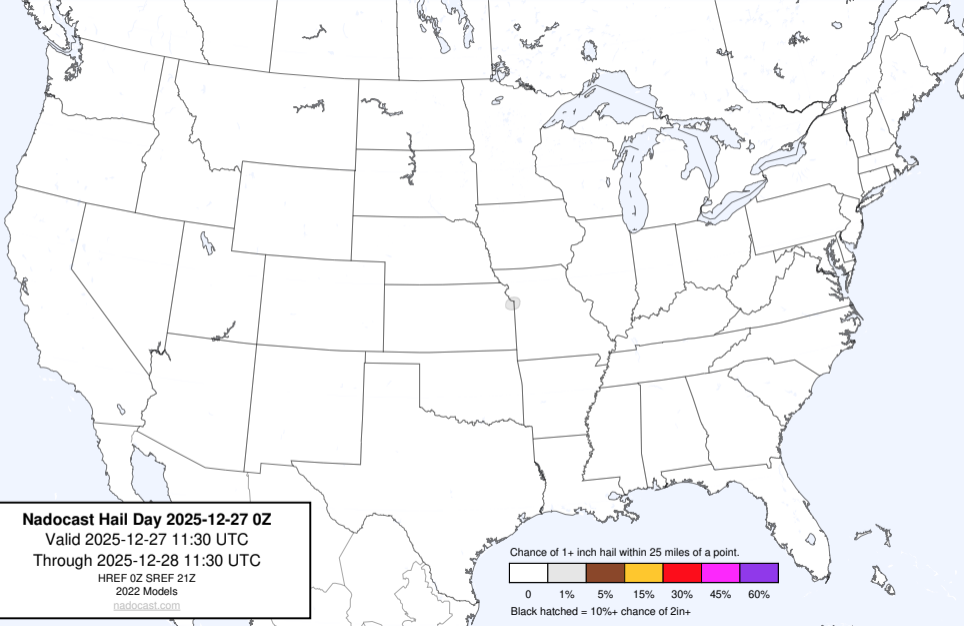 Nadocast Hail Day 2025-12-27 0Z
Valid 2025-12-27 11:30 UTC
Through 2025-12-28 11:30 UTC
HREF 0Z SREF 21Z
2022 Models
nadocast.com
Chance of 1+ inch hail within 25 miles of a point.
0 1% 5% 15% 30% 45% 60%
Black hatched = 10%+ chance of 2in+